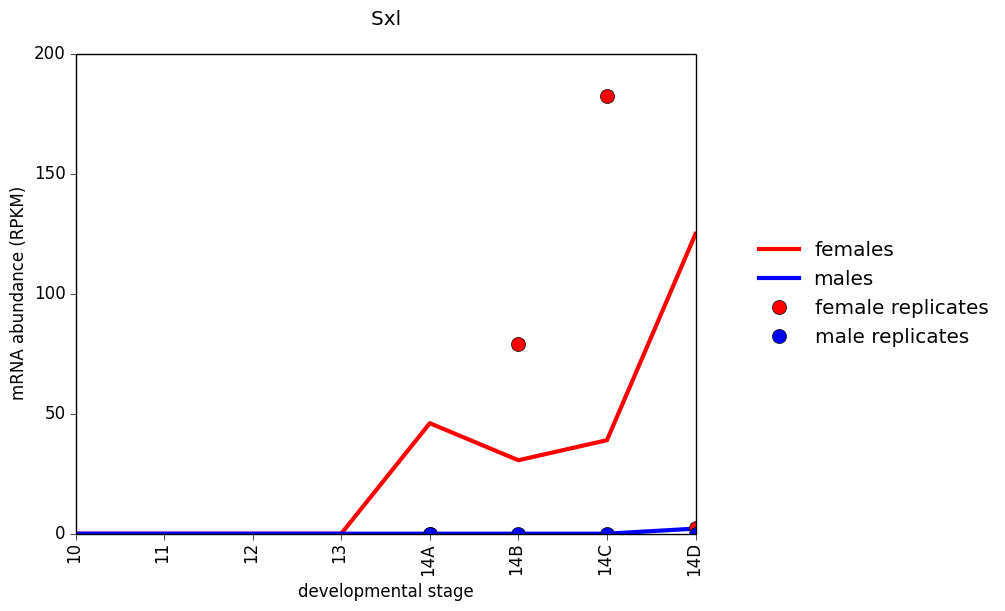 Sxl
200
150
100
50
0
mRNA abundance (RPKM)
10
11
12
13
14A
14B
14C
14D
developmental stage
females
males
female replicates
male replicates